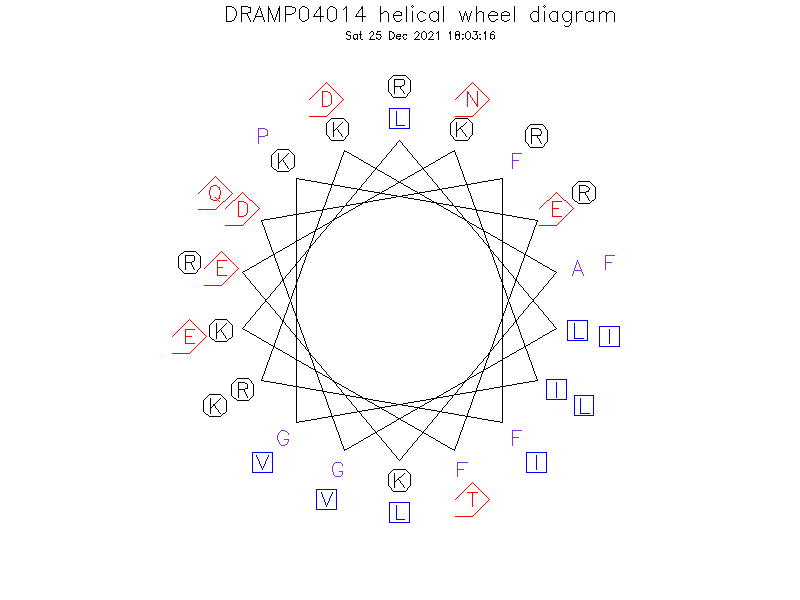 DRAMP04014 helical wheel diagram
Sat 25 Dec 2021 18:03:16
R
D N
L
K K
P R
F
K
Q R
D E
R E A F
E K L I
K R I L
G F
V I
G F
K
V T
L